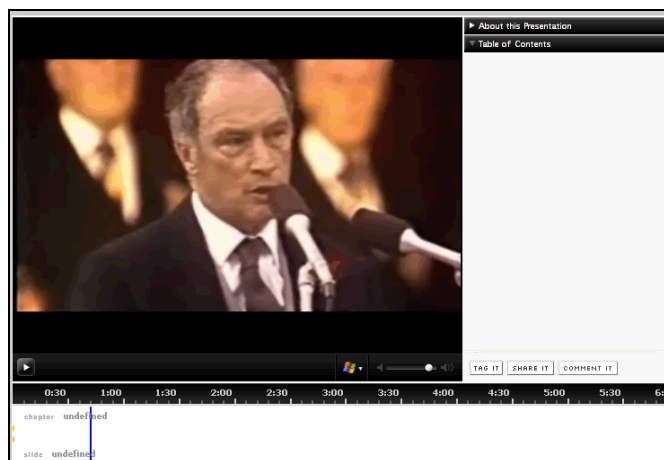 About this Presentation
Table of Contents
TAG IT SHARE IT COMMENT IT
0:30 1:00 1:30 2:00 2:30 3:00 3:30 4:00 4:30 5:00 5:30 6:
chapter undefined
slide undefined